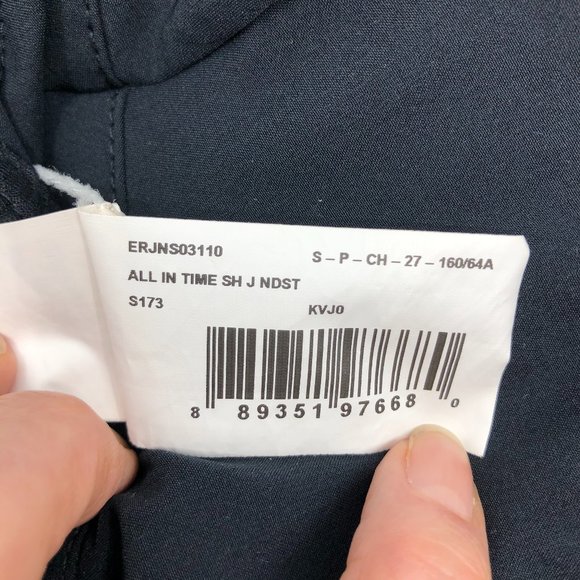 ERJNS03110 S – P – CH – 27 – 160/64A
ALL IN TIME SH J NDST
S173 KVJ0
8 89351 97668 0